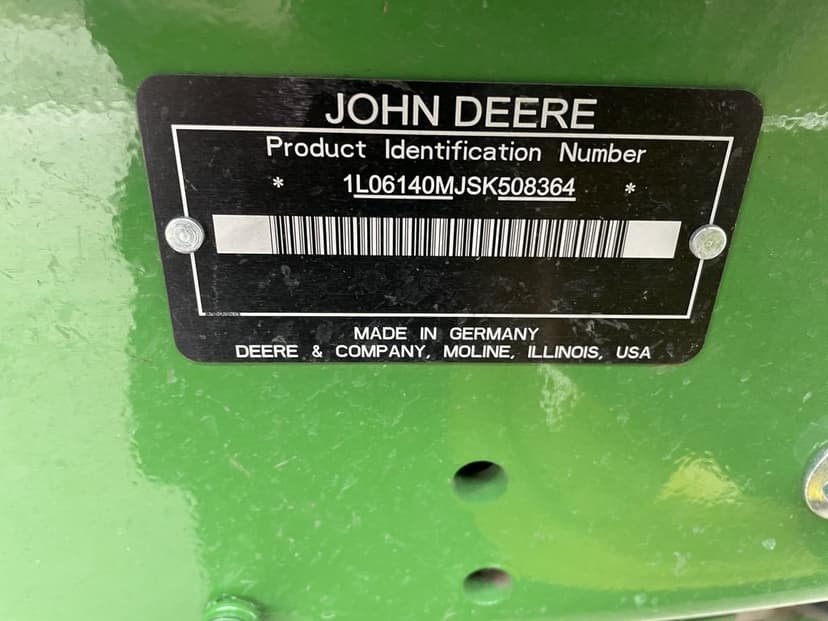 JOHN DEERE
Product Identification Number
* 1L06140MJSK508364 *
MADE IN GERMANY
DEERE & COMPANY, MOLINE, ILLINOIS, USA